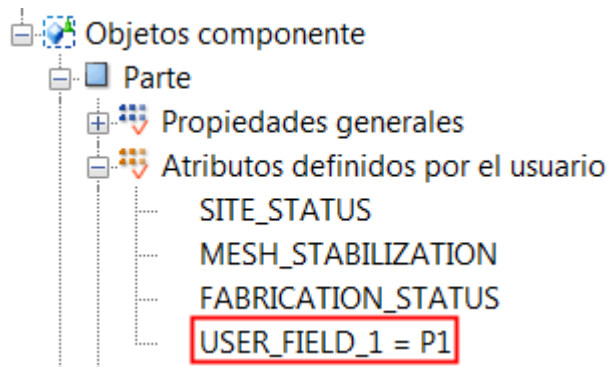 Objetos componente
Parte
Propiedades generales
Atributos definidos por el usuario
SITE_STATUS
MESH_STABILIZATION
FABRICATION_STATUS
USER_FIELD_1 = P1